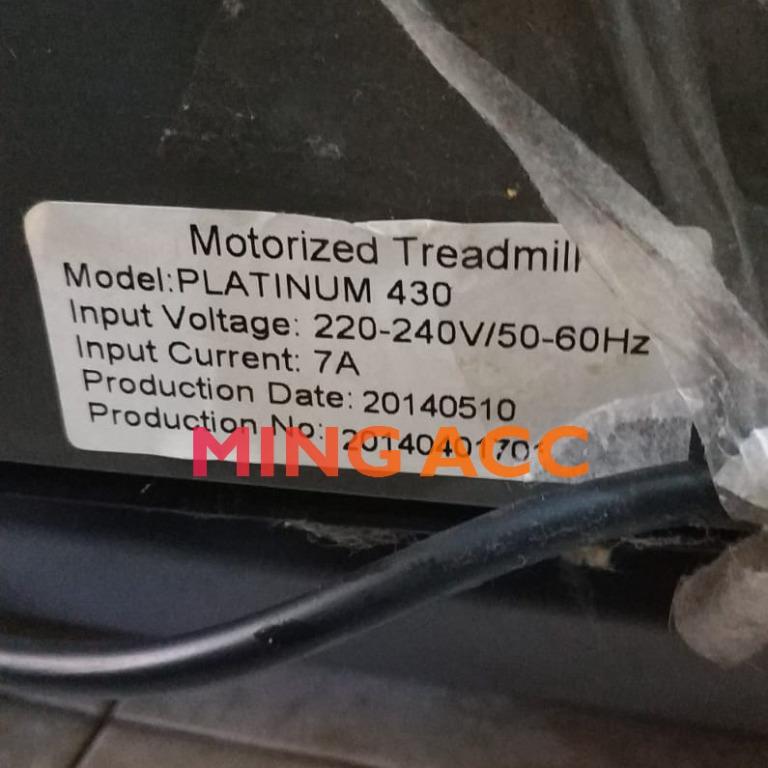 Motorized Treadmill
Model:PLATINUM 430
Input Voltage: 220-240V/50-60Hz
Input Current: 7A
Production Date: 20140510
Production No:
MING ACC